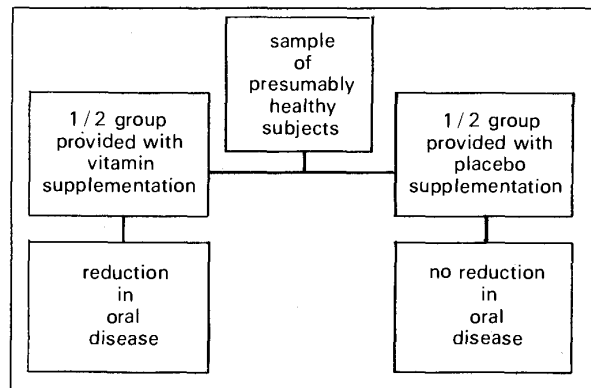 sample
of
presumably
healthy
subjects
1/2 group
provided with
vitamin
supplementation
1/2 group
provided with
placebo
supplementation
reduction
in
oral
disease
no reduction
in
oral
disease